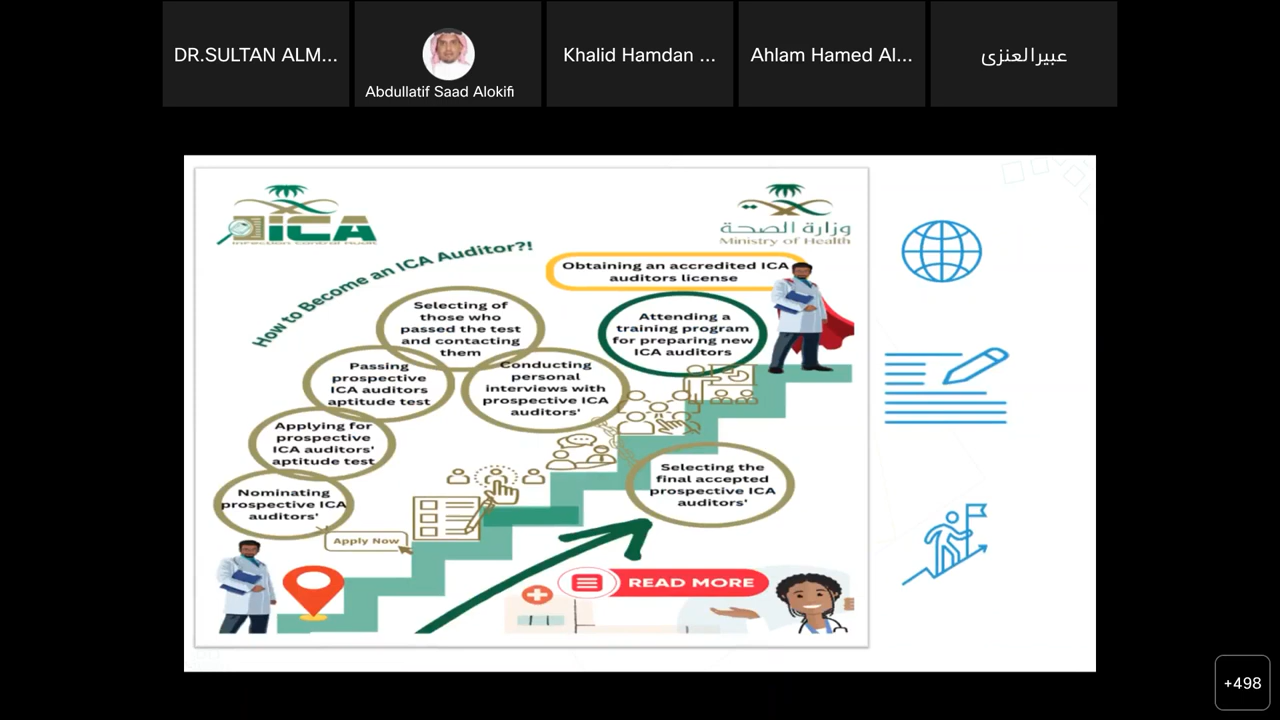 DR.SULTAN ALM...
Abdullatif Saad Alokifi
Khalid Hamdan ...
Ahlam Hamed Al...
عبيرالعنزى
ICA
Infection Control Audit
وزارة الصحة
Ministry of Health
How to Become an ICA Auditor?!
Obtaining an accredited ICA
auditors license
Selecting of
those who
passed the test
and contacting
them
Attending a
training program
for preparing new
ICA auditors
Passing
prospective
ICA auditors
aptitude test
Conducting
personal
interviews with
prospective ICA
auditors'
Applying for
prospective
ICA auditors'
aptitude test
Selecting the
final accepted
prospective ICA
auditors'
Nominating
prospective ICA
auditors'
Apply Now
READ MORE
+498